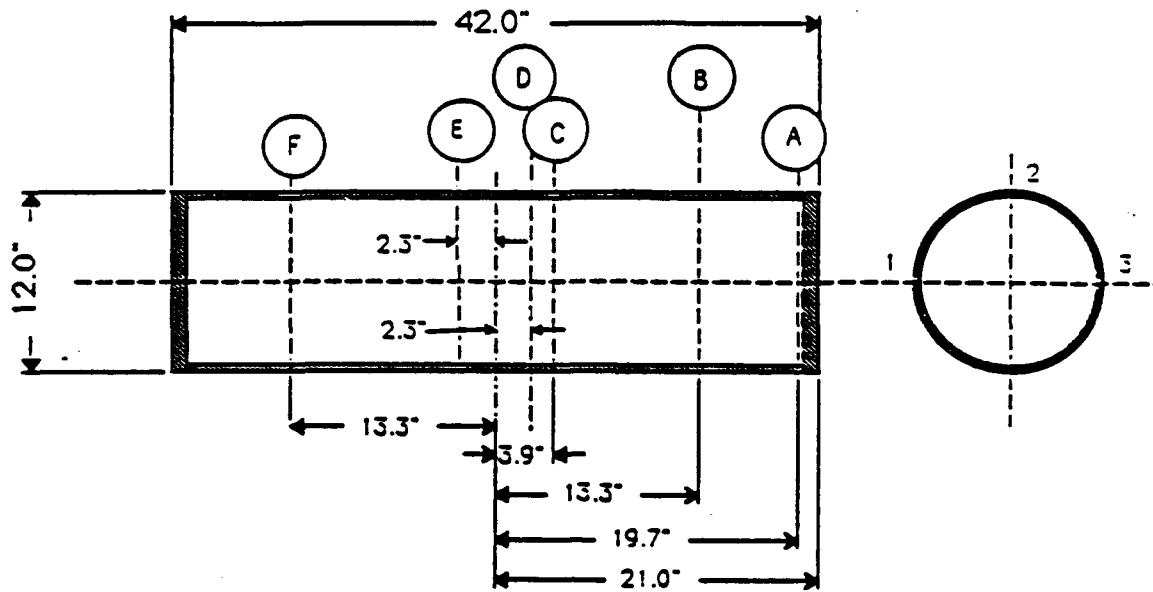 42.0"
D
B
E
C
A
F
2
2.3"
1
3
12.0"
2.3"
13.3"
3.9"
13.3"
19.7"
21.0"